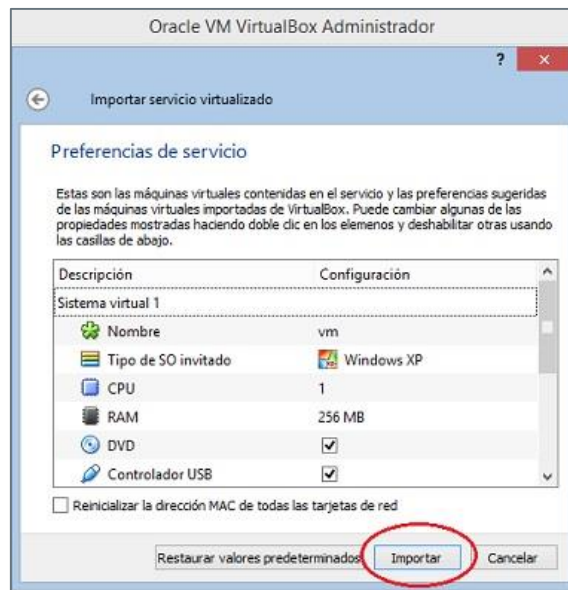 Oracle VM VirtualBox Administrador
?
Importar servicio virtualizado
Preferencias de servicio
Estas son las máquinas virtuales contenidas en el servicio y las preferencias sugeridas
de las máquinas virtuales importadas de VirtualBox. Puede cambiar algunas de las
propiedades mostradas haciendo doble clic en los elemenos y deshabilitar otras usando
las casillas de abajo.
Descripción Configuración
Sistema virtual 1
Nombre vm
Tipo de SO invitado Windows XP
CPU 1
RAM 256 MB
DVD
Controlador USB
Reinicializar la dirección MAC de todas las tarjetas de red
Restaurar valores predeterminados Importar Cancelar